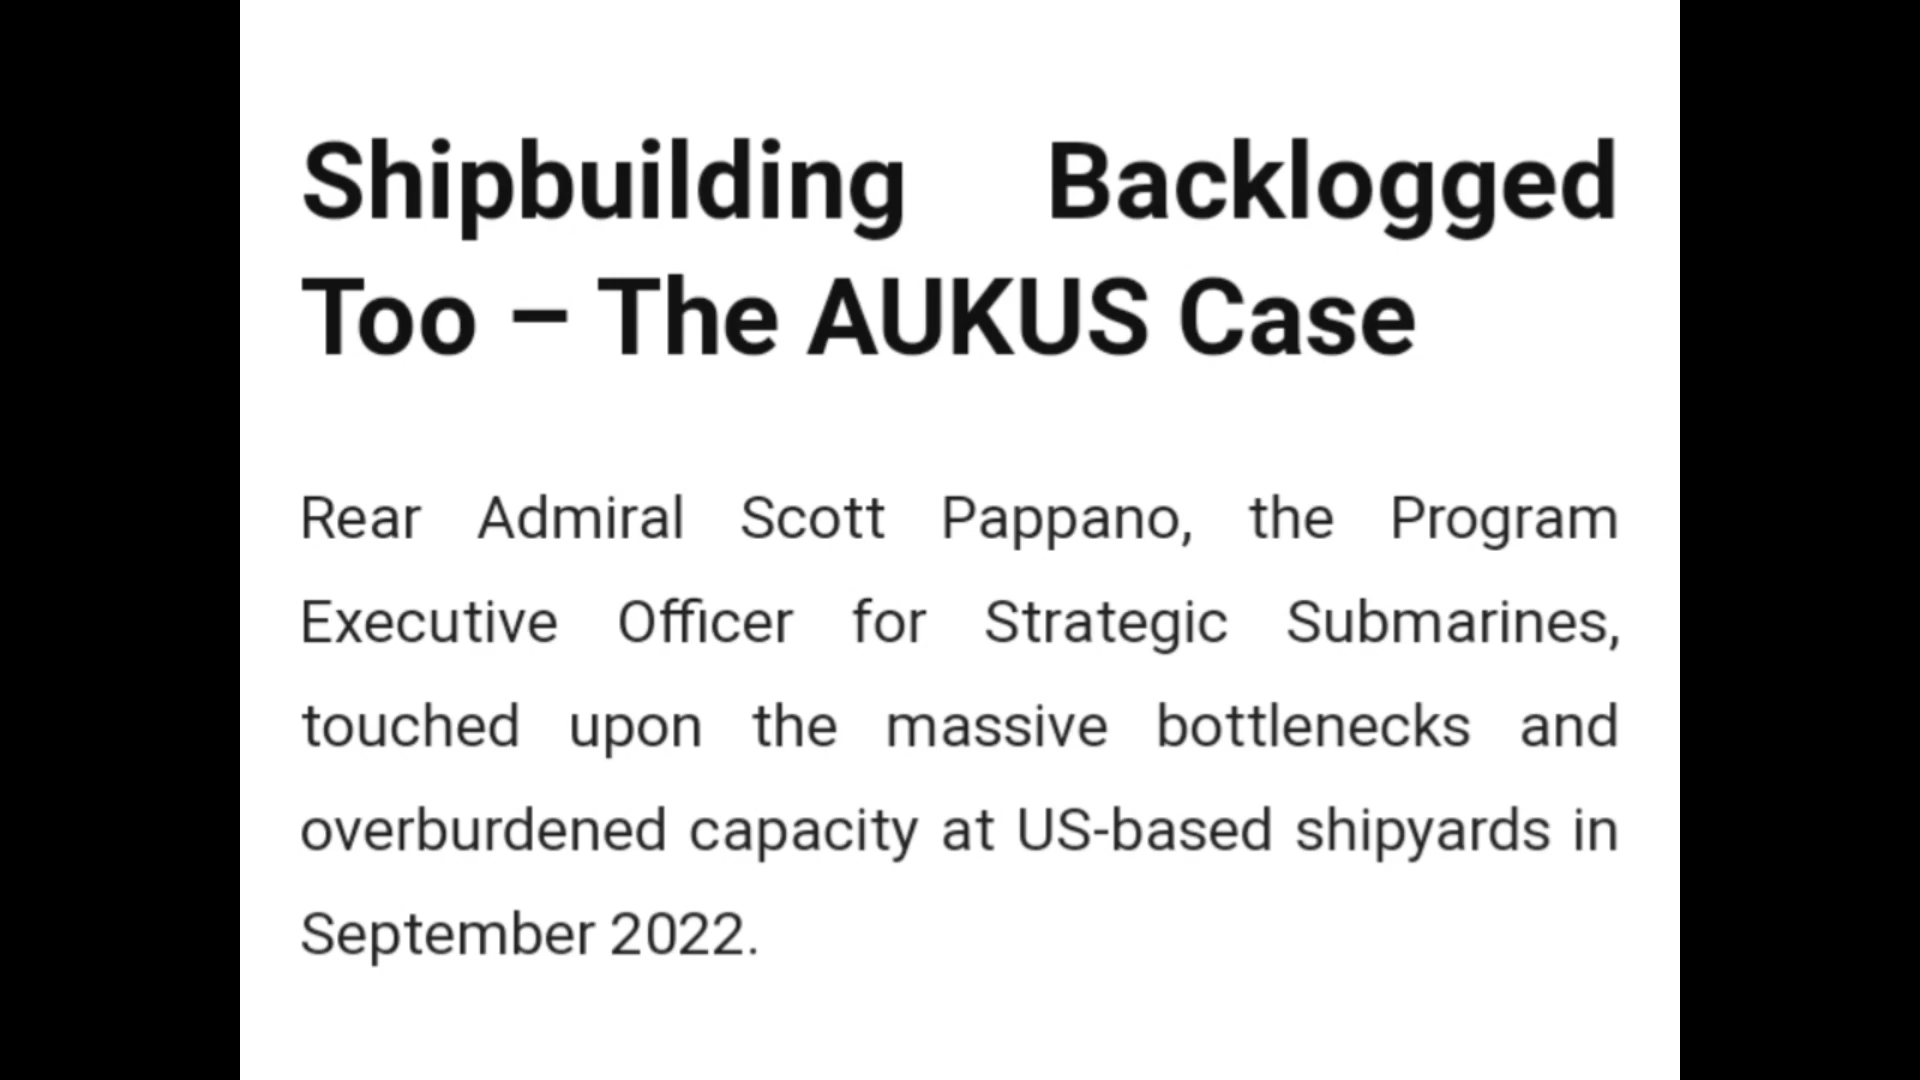 Shipbuilding Backlogged
Too – The AUKUS Case
Rear Admiral Scott Pappano, the Program
Executive Officer for Strategic Submarines,
touched upon the massive bottlenecks and
overburdened capacity at US-based shipyards in
September 2022.